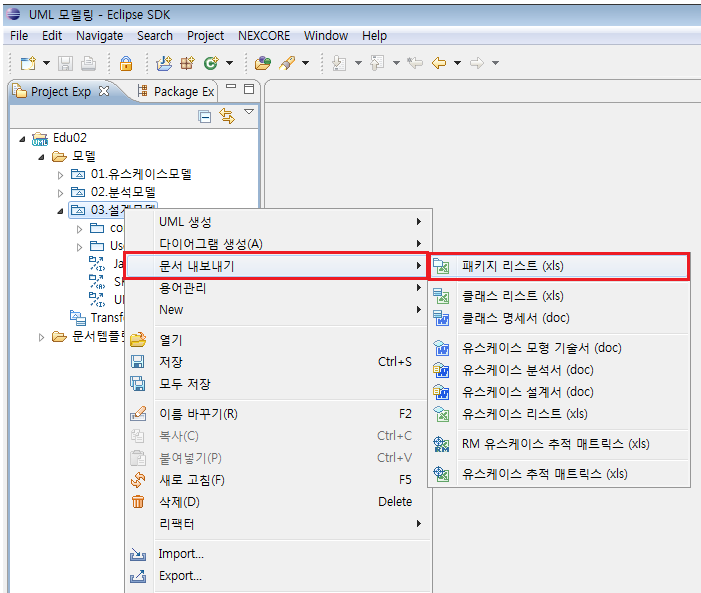 UML 모델링 - Eclipse SDK
File Edit Navigate Search Project NEXCORE Window Help
Project Exp Package Ex
Edu02
모델
01.유스케이스모델
02.분석모델
03.설계모델
co
Us
Ja
Sh
UI
Transf
문서템플릿
UML 생성
다이어그램 생성(A)
문서 내보내기
용어관리
New
열기
저장 Ctrl+S
모두 저장
이름 바꾸기(R) F2
복사(C) Ctrl+C
붙여넣기(P) Ctrl+V
새로 고침(F) F5
삭제(D) Delete
리팩터
Import...
Export...
패키지 리스트 (xls)
클래스 리스트 (xls)
클래스 명세서 (doc)
유스케이스 모형 기술서 (doc)
유스케이스 분석서 (doc)
유스케이스 설계서 (doc)
유스케이스 리스트 (xls)
RM 유스케이스 추적 매트릭스 (xls)
유스케이스 추적 매트릭스 (xls)